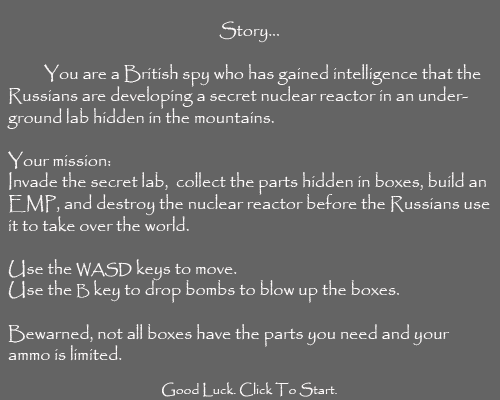 Story...
You are a British spy who has gained intelligence that the
Russians are developing a secret nuclear reactor in an under-
ground lab hidden in the mountains.
Your mission:
Invade the secret lab, collect the parts hidden in boxes, build an
EMP, and destroy the nuclear reactor before the Russians use
it to take over the world.
Use the WASD keys to move.
Use the B key to drop bombs to blow up the boxes.
Bewarned, not all boxes have the parts you need and your
ammo is limited.
Good Luck. Click To Start.